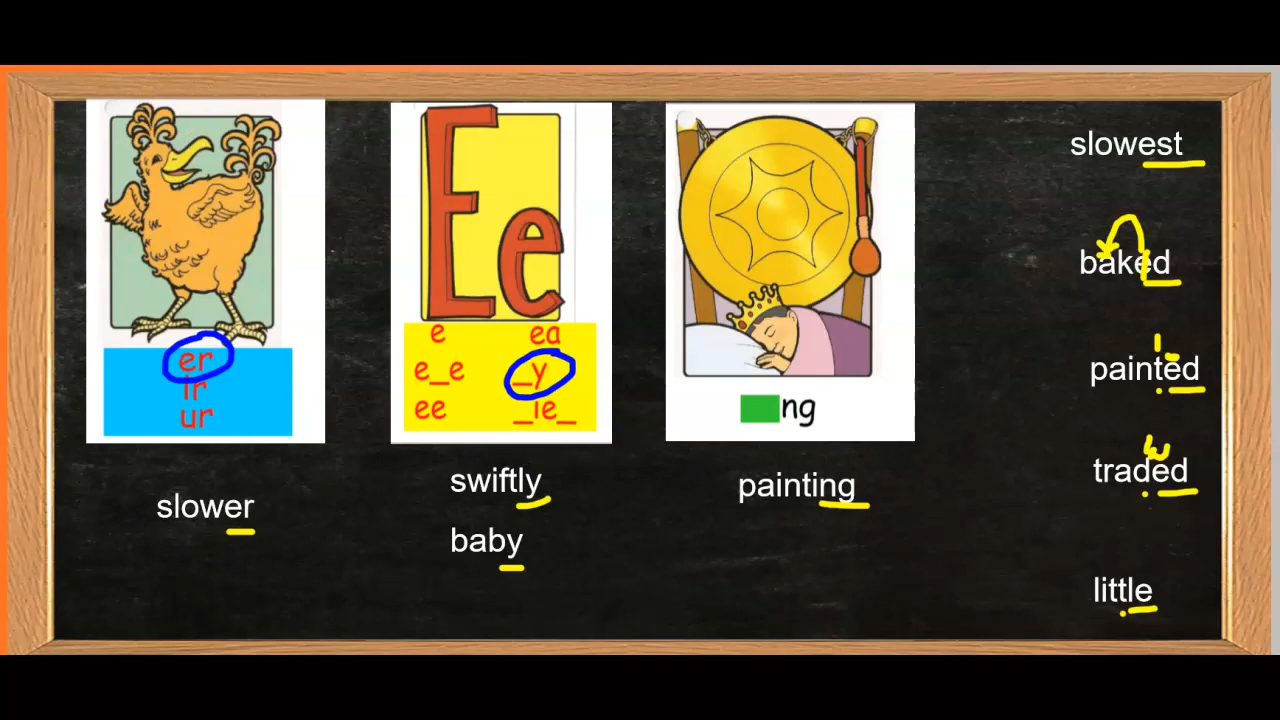 er
ir
ur
slower
Ee
e ea
e_e _y
ee _ie_
swiftly
baby
ng
painting
slowest
baked
painted
traded
little